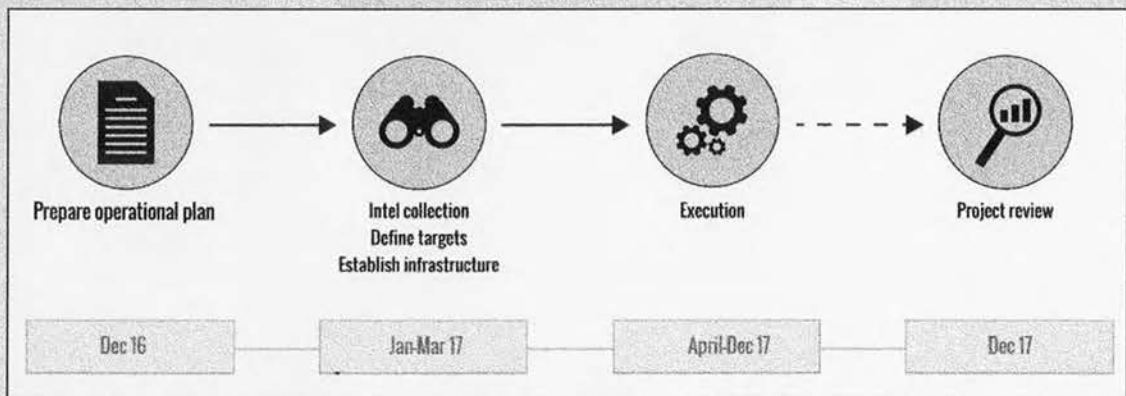 Prepare operational plan
Intel collection
Define targets
Establish infrastructure
Execution
Project review
Dec 16
Jan-Mar 17
April-Dec 17
Dec 17